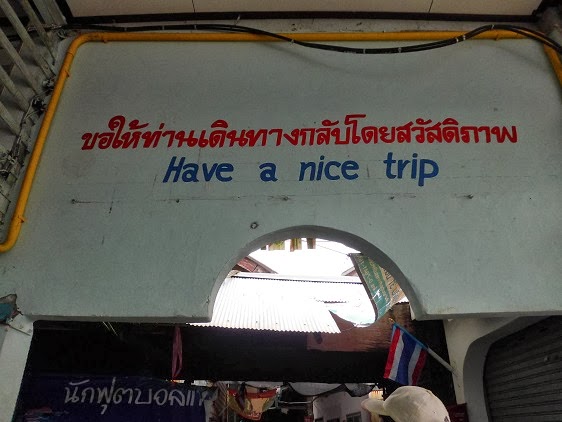 ขอให้ท่านเดินทางกลับโดยสวัสดิภาพ
Have a nice trip
นักฟุตบอล